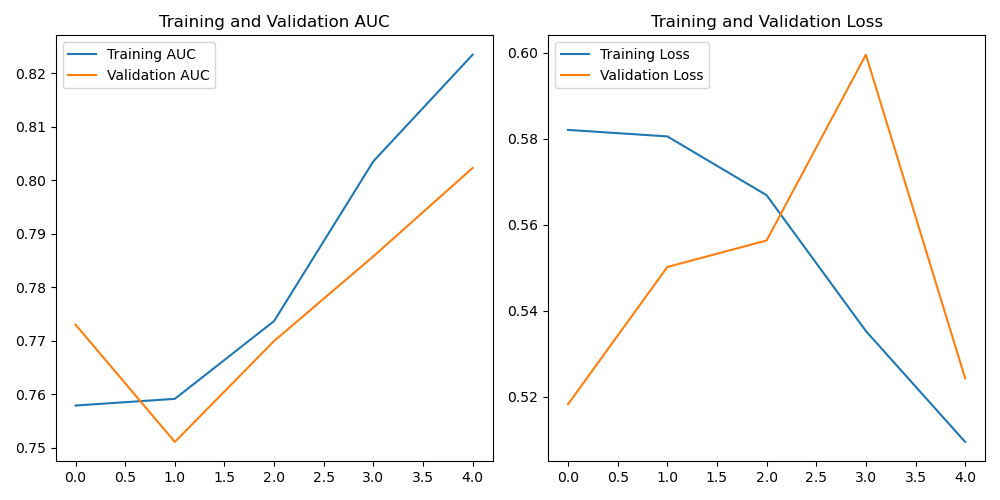 Training and Validation AUC
Training AUC
Validation AUC
0.82
0.81
0.80
0.79
0.78
0.77
0.76
0.75
0.0 0.5 1.0 1.5 2.0 2.5 3.0 3.5 4.0
Training and Validation Loss
Training Loss
Validation Loss
0.60
0.58
0.56
0.54
0.52
0.0 0.5 1.0 1.5 2.0 2.5 3.0 3.5 4.0